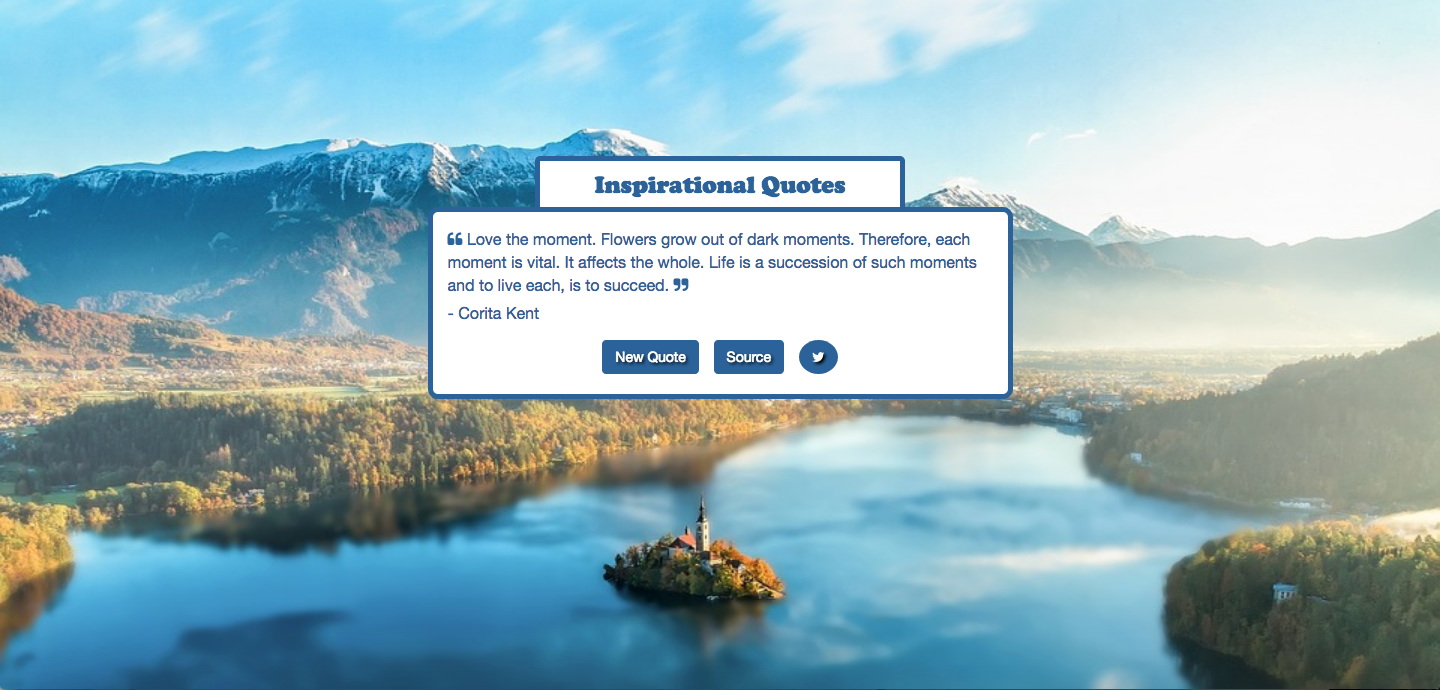 Inspirational Quotes
“ Love the moment. Flowers grow out of dark moments. Therefore, each
moment is vital. It affects the whole. Life is a succession of such moments
and to live each, is to succeed. ”
- Corita Kent
New Quote Source